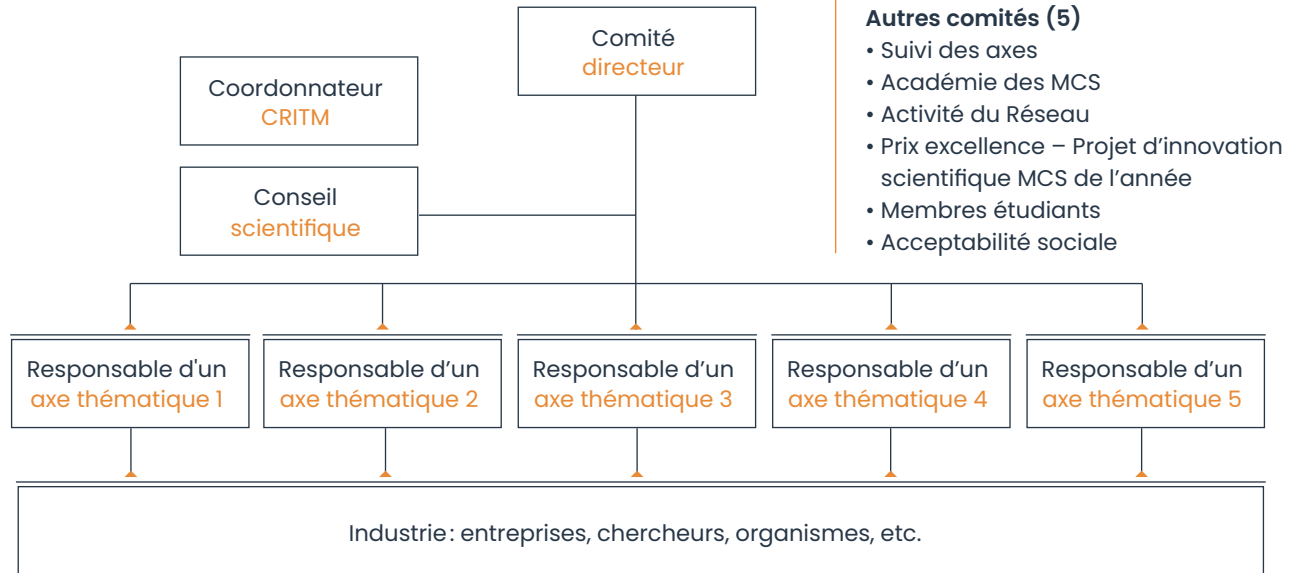 Comité
directeur
Coordonnateur
CRITM
Conseil
scientifique
Autres comités (5)
• Suivi des axes
• Académie des MCS
• Activité du Réseau
• Prix excellence – Projet d’innovation
scientifique MCS de l’année
• Membres étudiants
• Acceptabilité sociale
Responsable d'un
axe thématique 1
Responsable d’un
axe thématique 2
Responsable d’un
axe thématique 3
Responsable d’un
axe thématique 4
Responsable d’un
axe thématique 5
Industrie : entreprises, chercheurs, organismes, etc.